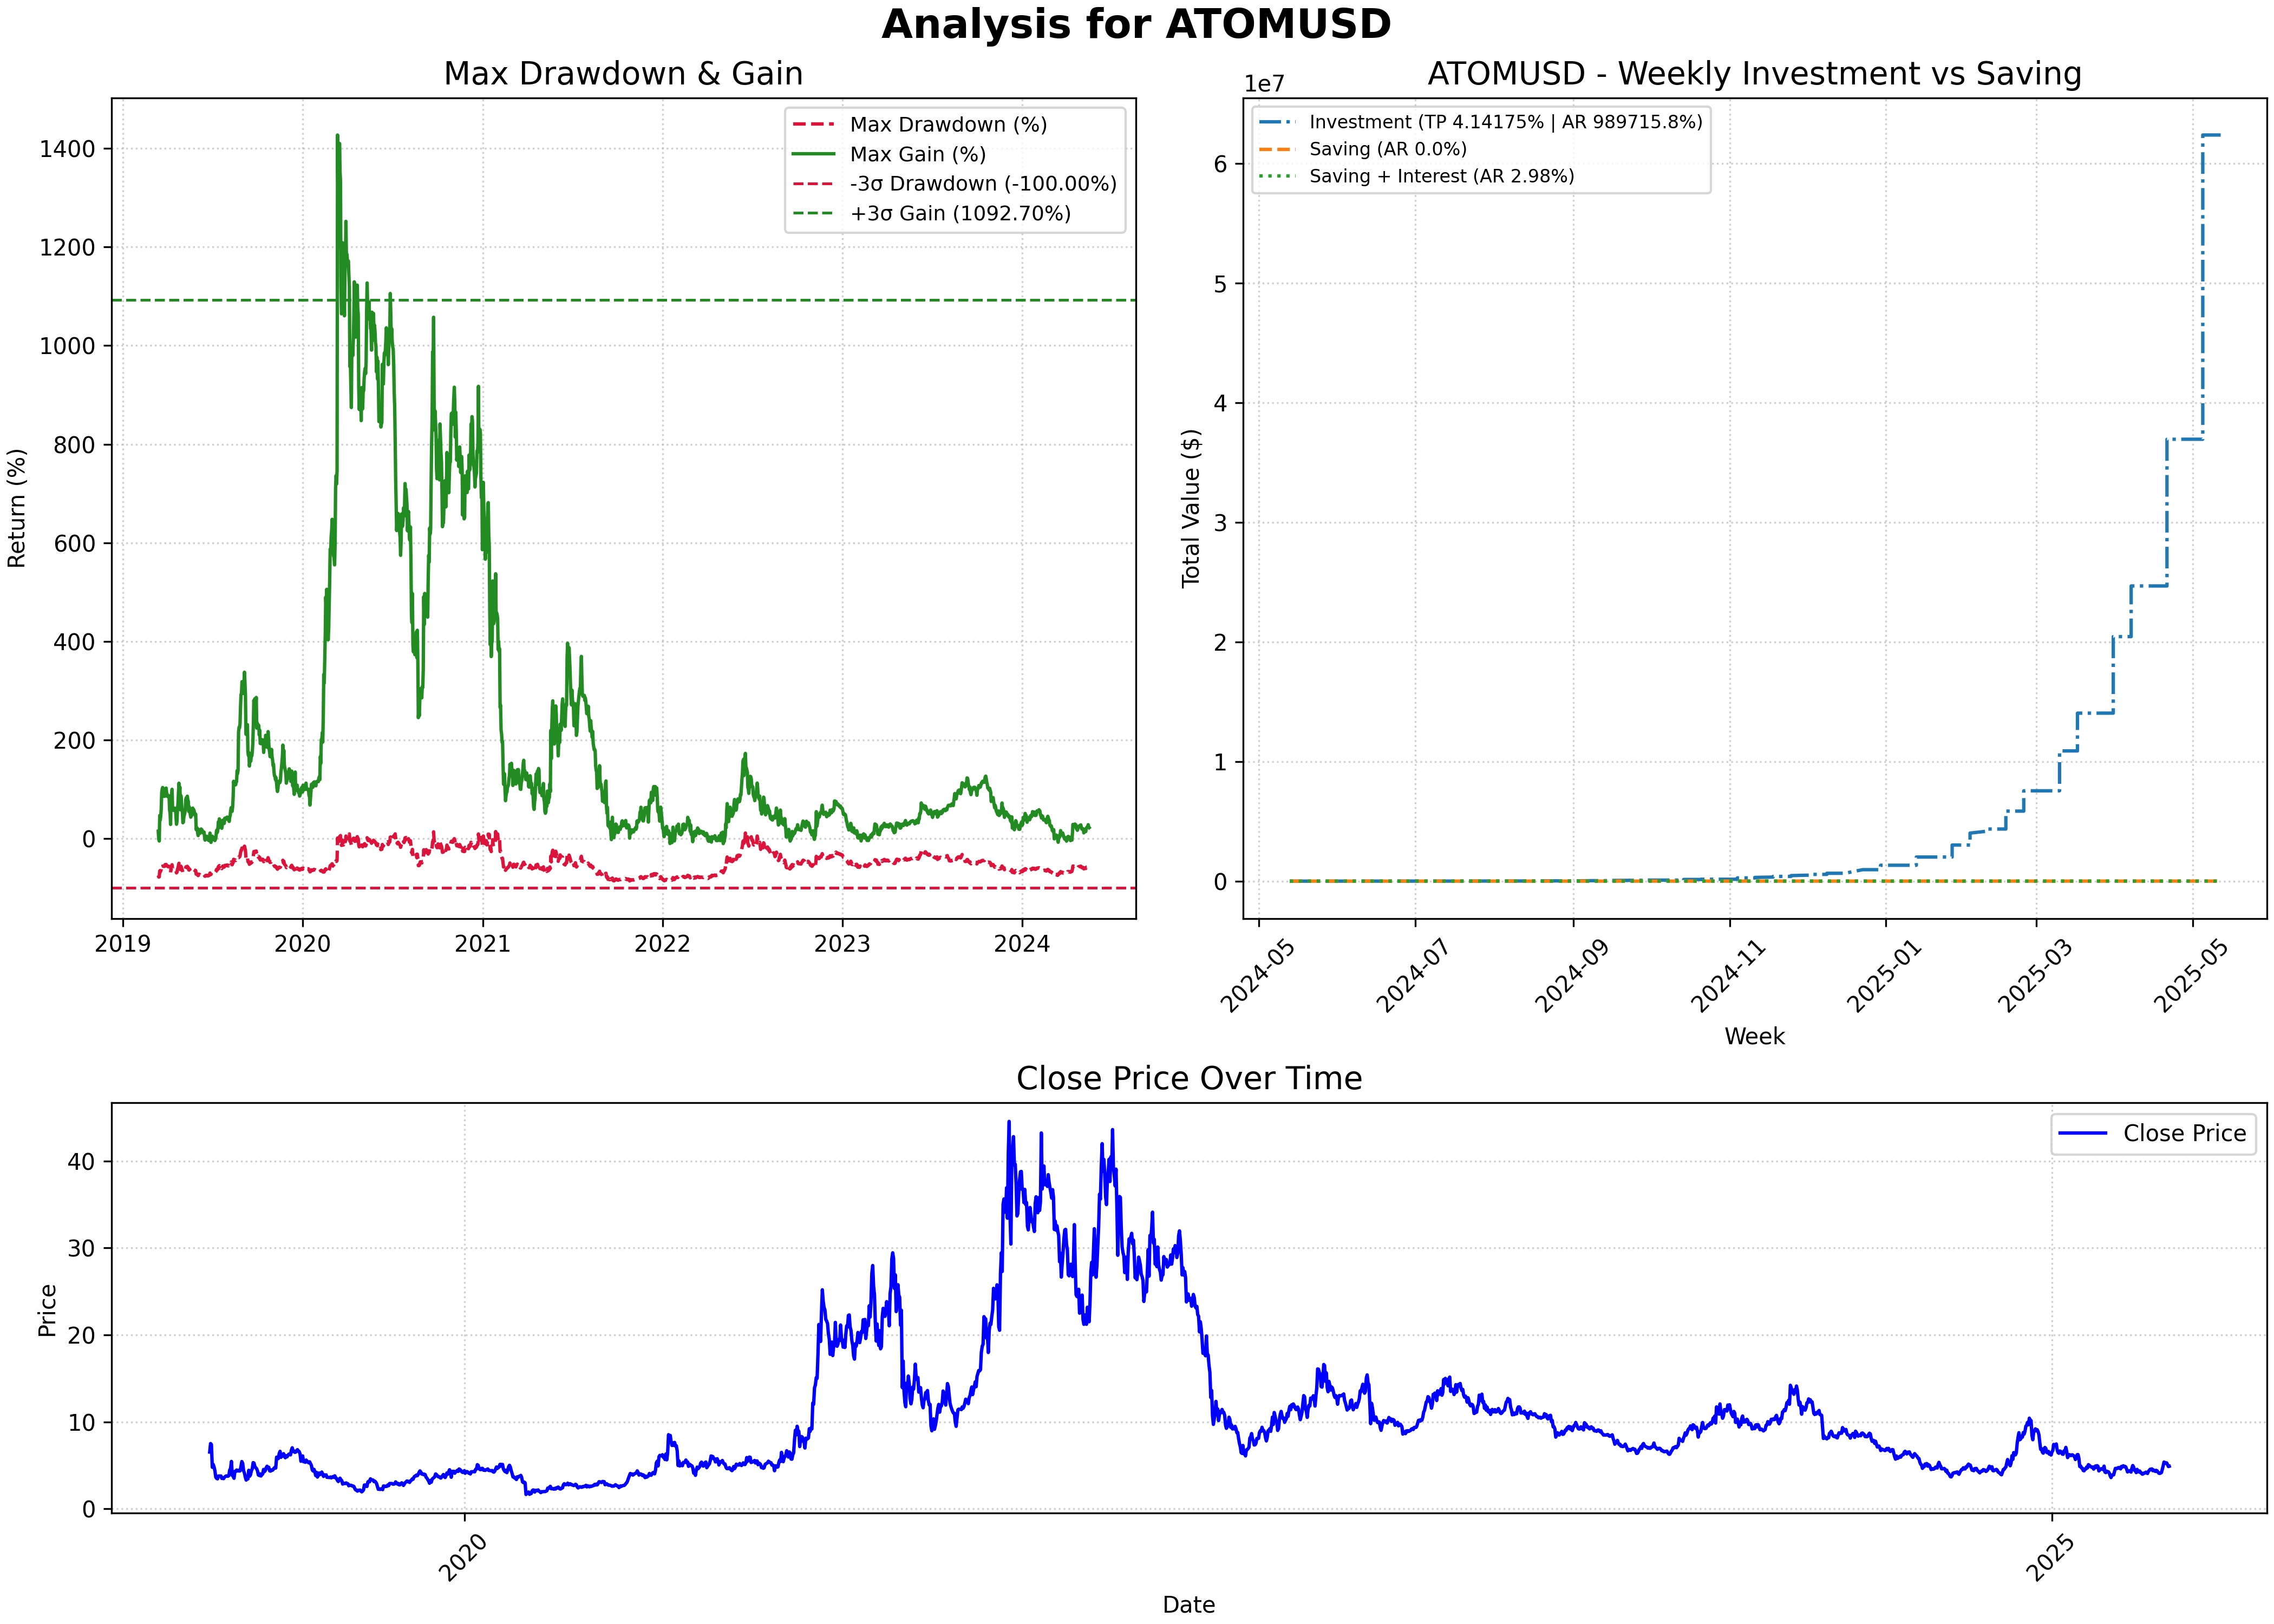 Analysis for ATOMUSD
Max Drawdown & Gain
Return (%)
1400
1200
1000
800
600
400
200
0
2019
2020
2021
2022
2023
2024
Max Drawdown (%)
Max Gain (%)
-3σ Drawdown (-100.00%)
+3σ Gain (1092.70%)
ATOMUSD - Weekly Investment vs Saving
1e7
Total Value ($)
6
5
4
3
2
1
0
2024-05
2024-07
2024-09
2024-11
2025-01
2025-03
2025-05
Week
Investment (TP 4.14175% | AR 989715.8%)
Saving (AR 0.0%)
Saving + Interest (AR 2.98%)
Close Price Over Time
Price
40
30
20
10
0
2020
2025
Date
Close Price